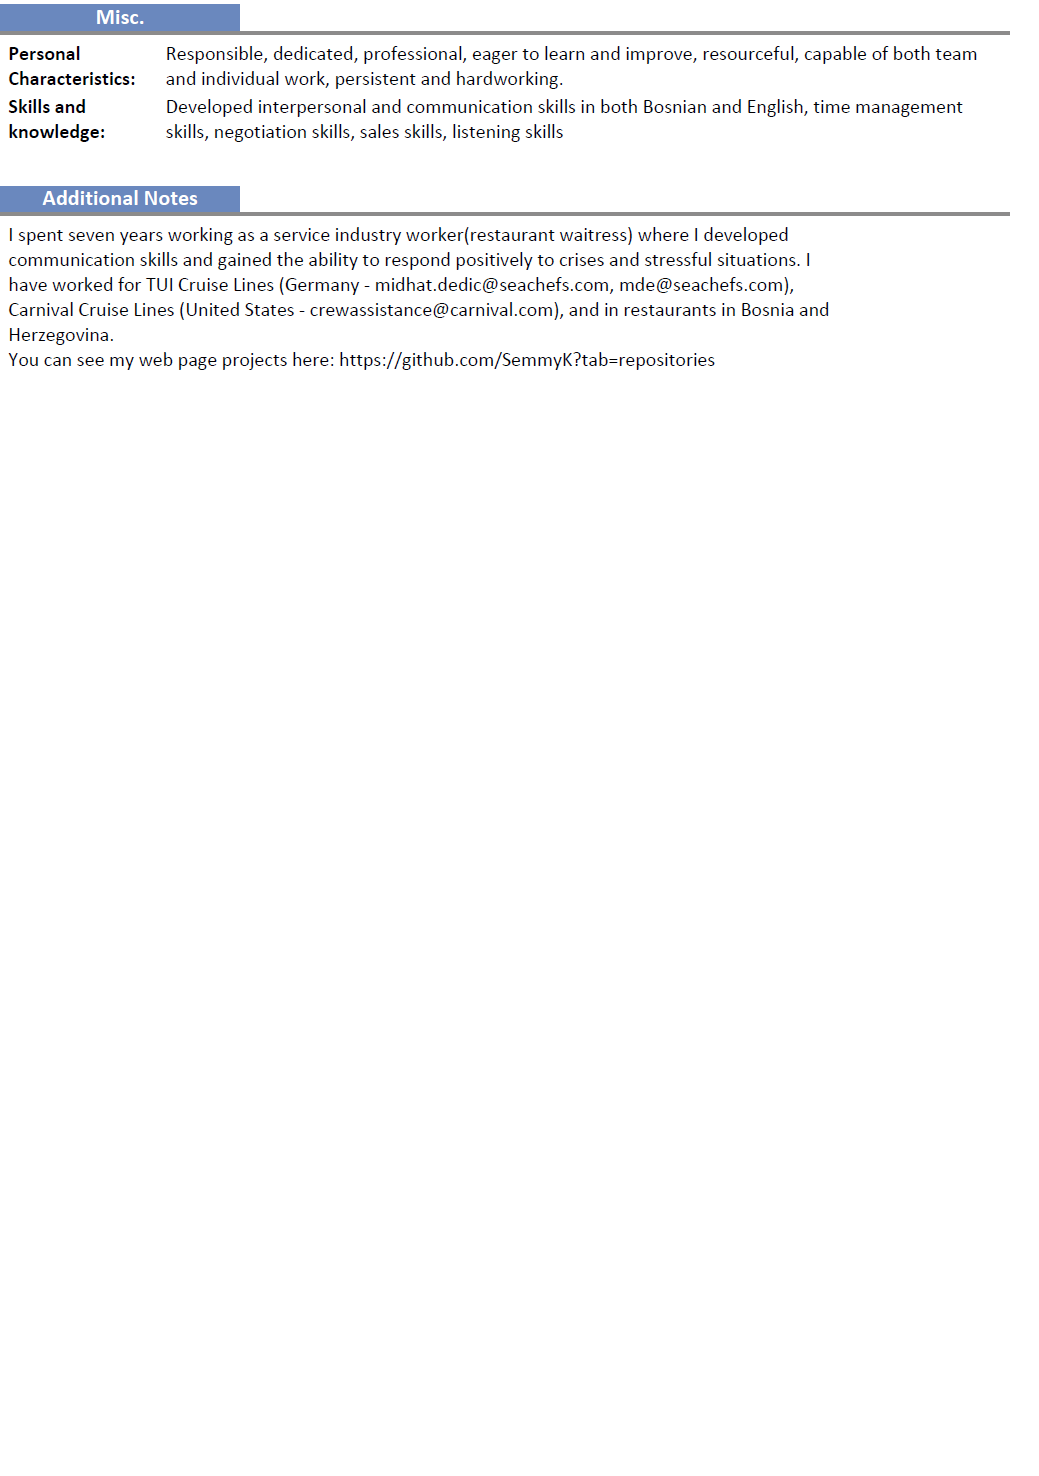 Misc.
Personal Characteristics: Responsible, dedicated, professional, eager to learn and improve, resourceful, capable of both team
and individual work, persistent and hardworking.
Skills and knowledge: Developed interpersonal and communication skills in both Bosnian and English, time management
skills, negotiation skills, sales skills, listening skills
Additional Notes
I spent seven years working as a service industry worker(restaurant waitress) where I developed
communication skills and gained the ability to respond positively to crises and stressful situations. I
have worked for TUI Cruise Lines (Germany - midhat.dedic@seachefs.com, mde@seachefs.com),
Carnival Cruise Lines (United States - crewassistance@carnival.com), and in restaurants in Bosnia and
Herzegovina.
You can see my web page projects here: https://github.com/SemmyK?tab=repositories